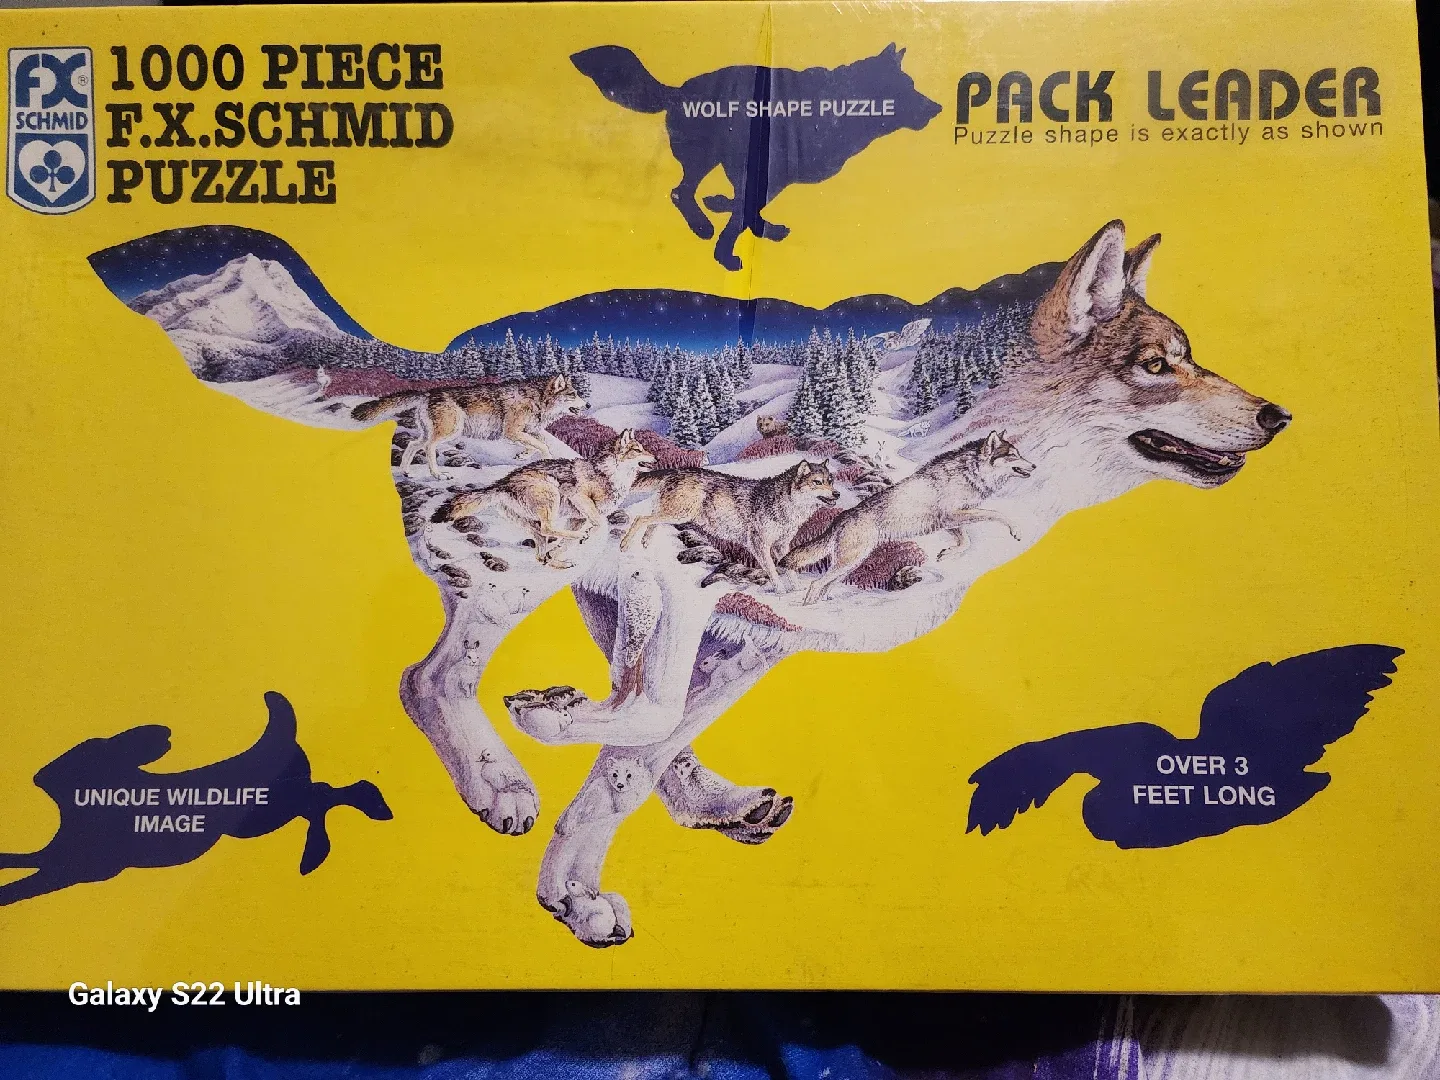 FX®
SCHMID
1000 PIECE
F.X.SCHMID
PUZZLE
WOLF SHAPE PUZZLE
PACK LEADER
Puzzle shape is exactly as shown
UNIQUE WILDLIFE
IMAGE
OVER 3
FEET LONG
Galaxy S22 Ultra